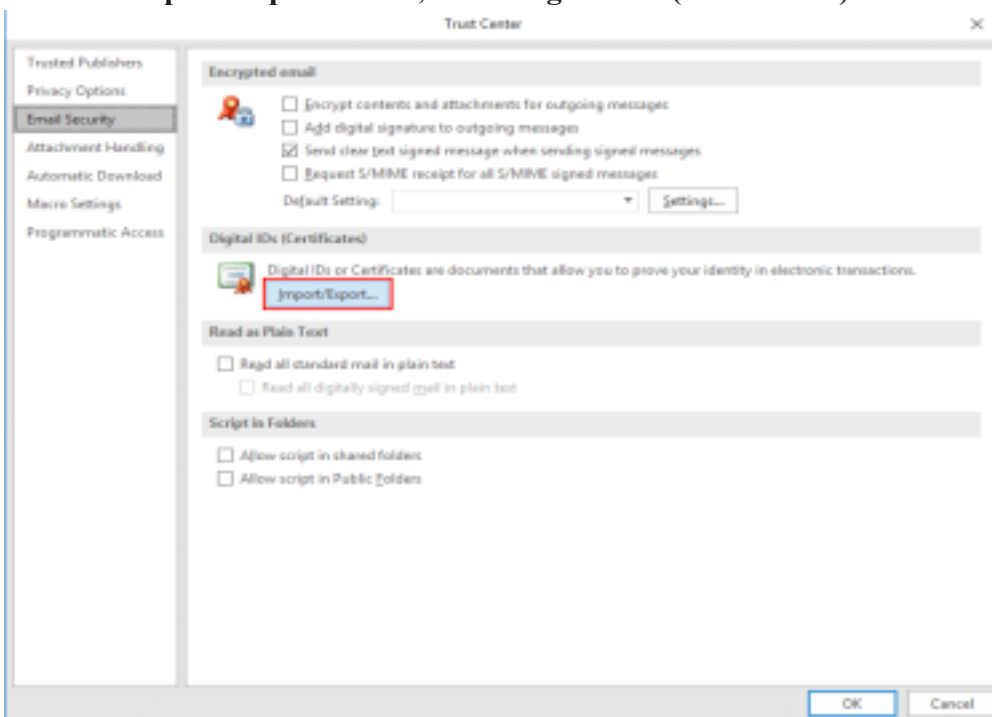 Trust Center
Trusted Publishers
Privacy Options
Email Security
Attachment Handling
Automatic Download
Macro Settings
Programmatic Access
Encrypted email
Encrypt contents and attachments for outgoing messages
Add digital signature to outgoing messages
Send clear text signed message when sending signed messages
Request S/MIME receipt for all S/MIME signed messages
Default Setting:
Settings...
Digital IDs (Certificates)
Digital IDs or Certificates are documents that allow you to prove your identity in electronic transactions.
Import/Export...
Read as Plain Text
Read all standard mail in plain text
Read all digitally signed mail in plain text
Script in Folders
Allow script in shared folders
Allow script in Public Folders
OK
Cancel